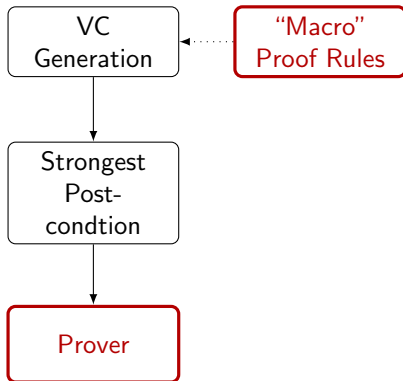 VC
Generation
“Macro”
Proof Rules
Strongest
Post-
condtion
Prover